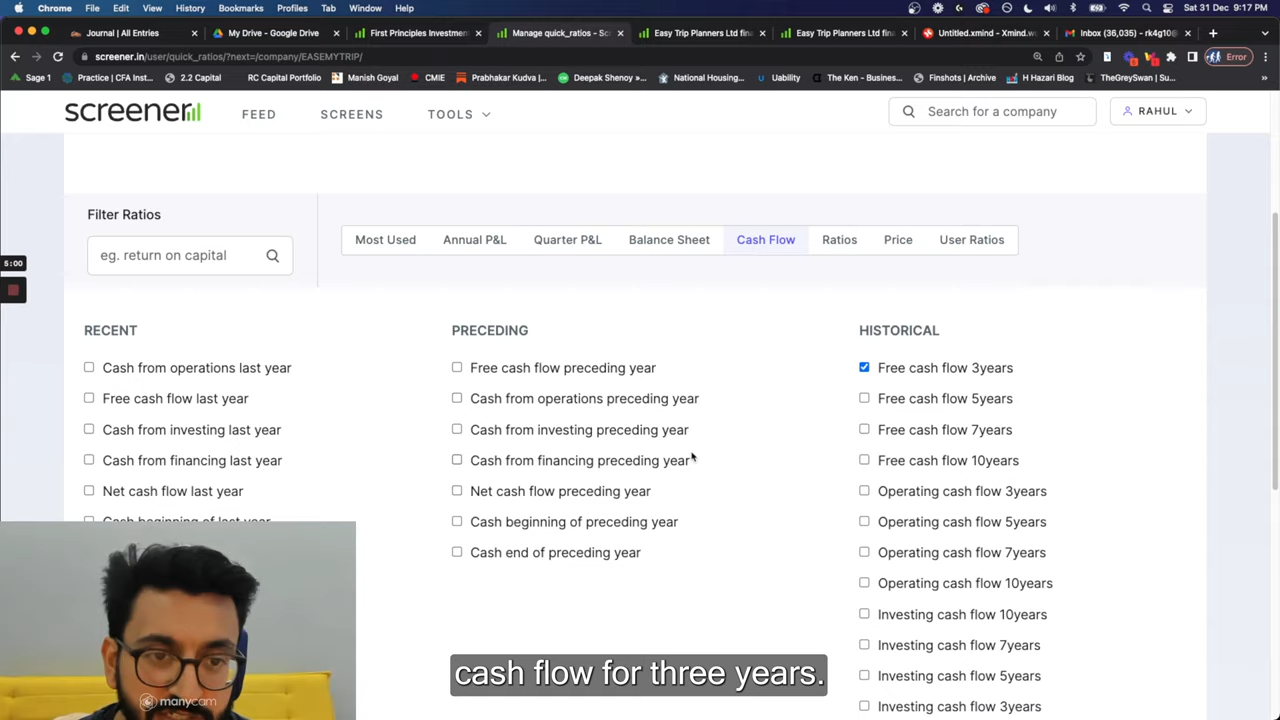 Chrome File Edit View History Bookmarks Profiles Tab Window Help Sat 31 Dec 9:17 PM
Journal | All Entries My Drive - Google Drive First Principles Investment Manage quick_ratios - Scr Easy Trip Planners Ltd fina Easy Trip Planners Ltd fina Untitled.xmind – Xmind.w Inbox (36,035) - rk4g10@
screener.in/user/quick_ratios/?next=/company/EASEMYTRIP/ Error
Sage 1 Practice | CFA Inst... 2.2 Capital RC Capital Portfolio Manish Goyal CMIE Prabhakar Kudva |... Deepak Shenoy »... National Housing... Uability The Ken - Busines... Finshots | Archive H Hazari Blog TheGreySwan | Su...
screener FEED SCREENS TOOLS Search for a company RAHUL
Filter Ratios
eg. return on capital
Most Used Annual P&L Quarter P&L Balance Sheet Cash Flow Ratios Price User Ratios
5:00
RECENT
Cash from operations last year
Free cash flow last year
Cash from investing last year
Cash from financing last year
Net cash flow last year
Cash beginning of last year
PRECEDING
Free cash flow preceding year
Cash from operations preceding year
Cash from investing preceding year
Cash from financing preceding year
Net cash flow preceding year
Cash beginning of preceding year
Cash end of preceding year
HISTORICAL
Free cash flow 3years
Free cash flow 5years
Free cash flow 7years
Free cash flow 10years
Operating cash flow 3years
Operating cash flow 5years
Operating cash flow 7years
Operating cash flow 10years
Investing cash flow 10years
Investing cash flow 7years
Investing cash flow 5years
Investing cash flow 3years
cash flow for three years.
manycam